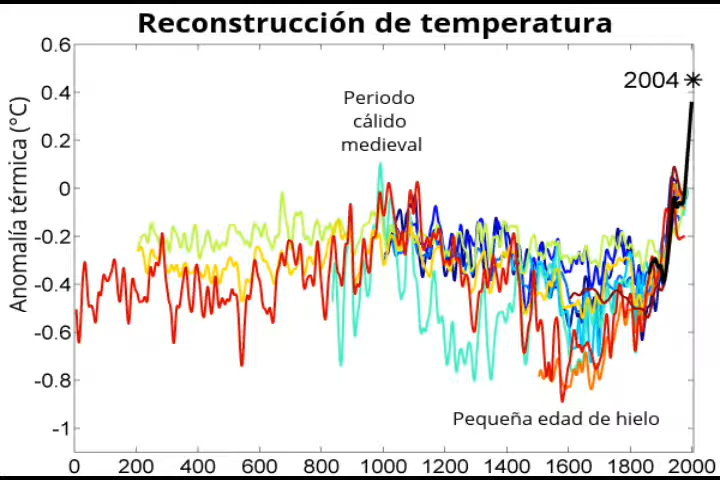 Reconstrucción de temperatura
Anomalía térmica (°C)
0.6
0.4
0.2
0
-0.2
-0.4
-0.6
-0.8
-1
2004
Periodo
cálido
medieval
Pequeña edad de hielo
0 200 400 600 800 1000 1200 1400 1600 1800 2000